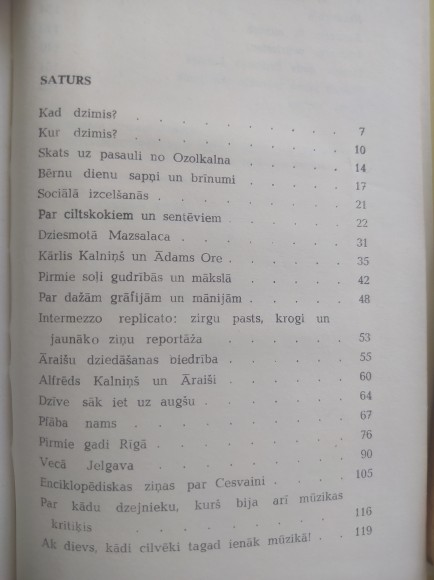 SATURS
Kad dzimis? . . . . . . . . 7
Kur dzimis? . . . . . . . . 10
Skats uz pasauli no Ozolkalna . . . . 14
Bērnu dienu sapņi un brīnumi . . . . 17
Sociālā izcelšanās . . . . . . . 21
Par ciltskokiem un sentēviem . . . . 22
Dziesmotā Mazsalaca . . . . . . 31
Kārlis Kalniņš un Ādams Ore . . . . 35
Pirmie soļi gudrībās un mākslā . . . . 42
Par dažām grāfijām un mānijām . . . . 48
Intermezzo replicato: zirgu pasts, krogi un
jaunāko ziņu reportāža . . . . . 53
Āraišu dziedāšanas biedrība . . . . . 55
Alfrēds Kalniņš un Āraiši . . . . . 60
Dzīve sāk iet uz augšu . . . . . . 64
Pļāba nams . . . . . . . . 67
Pirmie gadi Rīgā . . . . . . . 76
Vecā Jelgava . . . . . . . . 90
Enciklopēdiskas ziņas par Cesvaini . . . 105
Par kādu dzejnieku, kurš bija arī mūzikas
kritiķis . . . . . . . . 116
Ak dievs, kādi cilvēki tagad ienāk mūzikā! . . 119